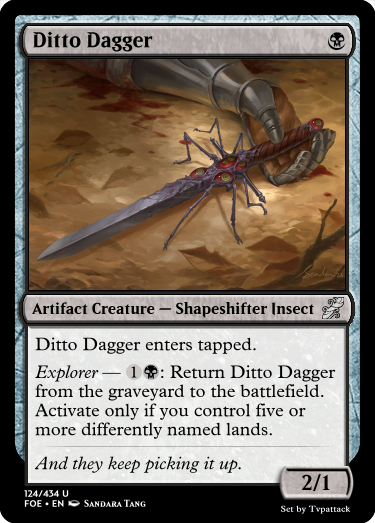 Ditto Dagger
Artifact Creature — Shapeshifter Insect
Ditto Dagger enters tapped.
Explorer — 1: Return Ditto Dagger
from the graveyard to the battlefield.
Activate only if you control five or
more differently named lands.
And they keep picking it up.
2/1
124/434 U
FOE • EN SANDARA TANG
Set by Tvpattack